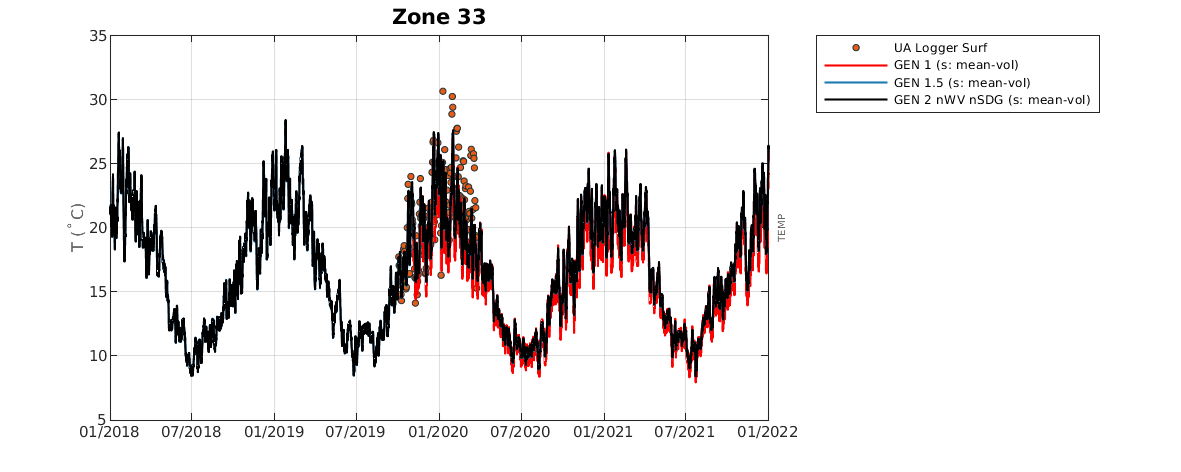 Zone 33
35
30
25
20
15
10
5
T (°C)
01/2018 07/2018 01/2019 07/2019 01/2020 07/2020 01/2021 07/2021 01/2022
TEMP
UA Logger Surf
GEN 1 (s: mean-vol)
GEN 1.5 (s: mean-vol)
GEN 2 nWV nSDG (s: mean-vol)